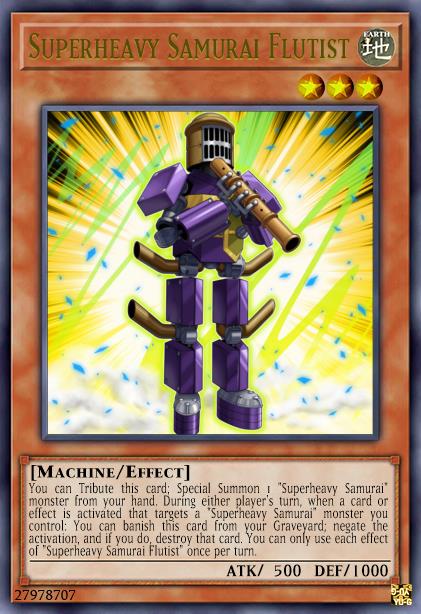 Superheavy Samurai Flutist
EARTH
地
[Machine/Effect]
You can Tribute this card; Special Summon 1 "Superheavy Samurai"
monster from your hand. During either player's turn, when a card or
effect is activated that targets a "Superheavy Samurai" monster you
control: You can banish this card from your Graveyard; negate the
activation, and if you do, destroy that card. You can only use each effect
of "Superheavy Samurai Flutist" once per turn.
ATK/ 500 DEF/1000
27978707